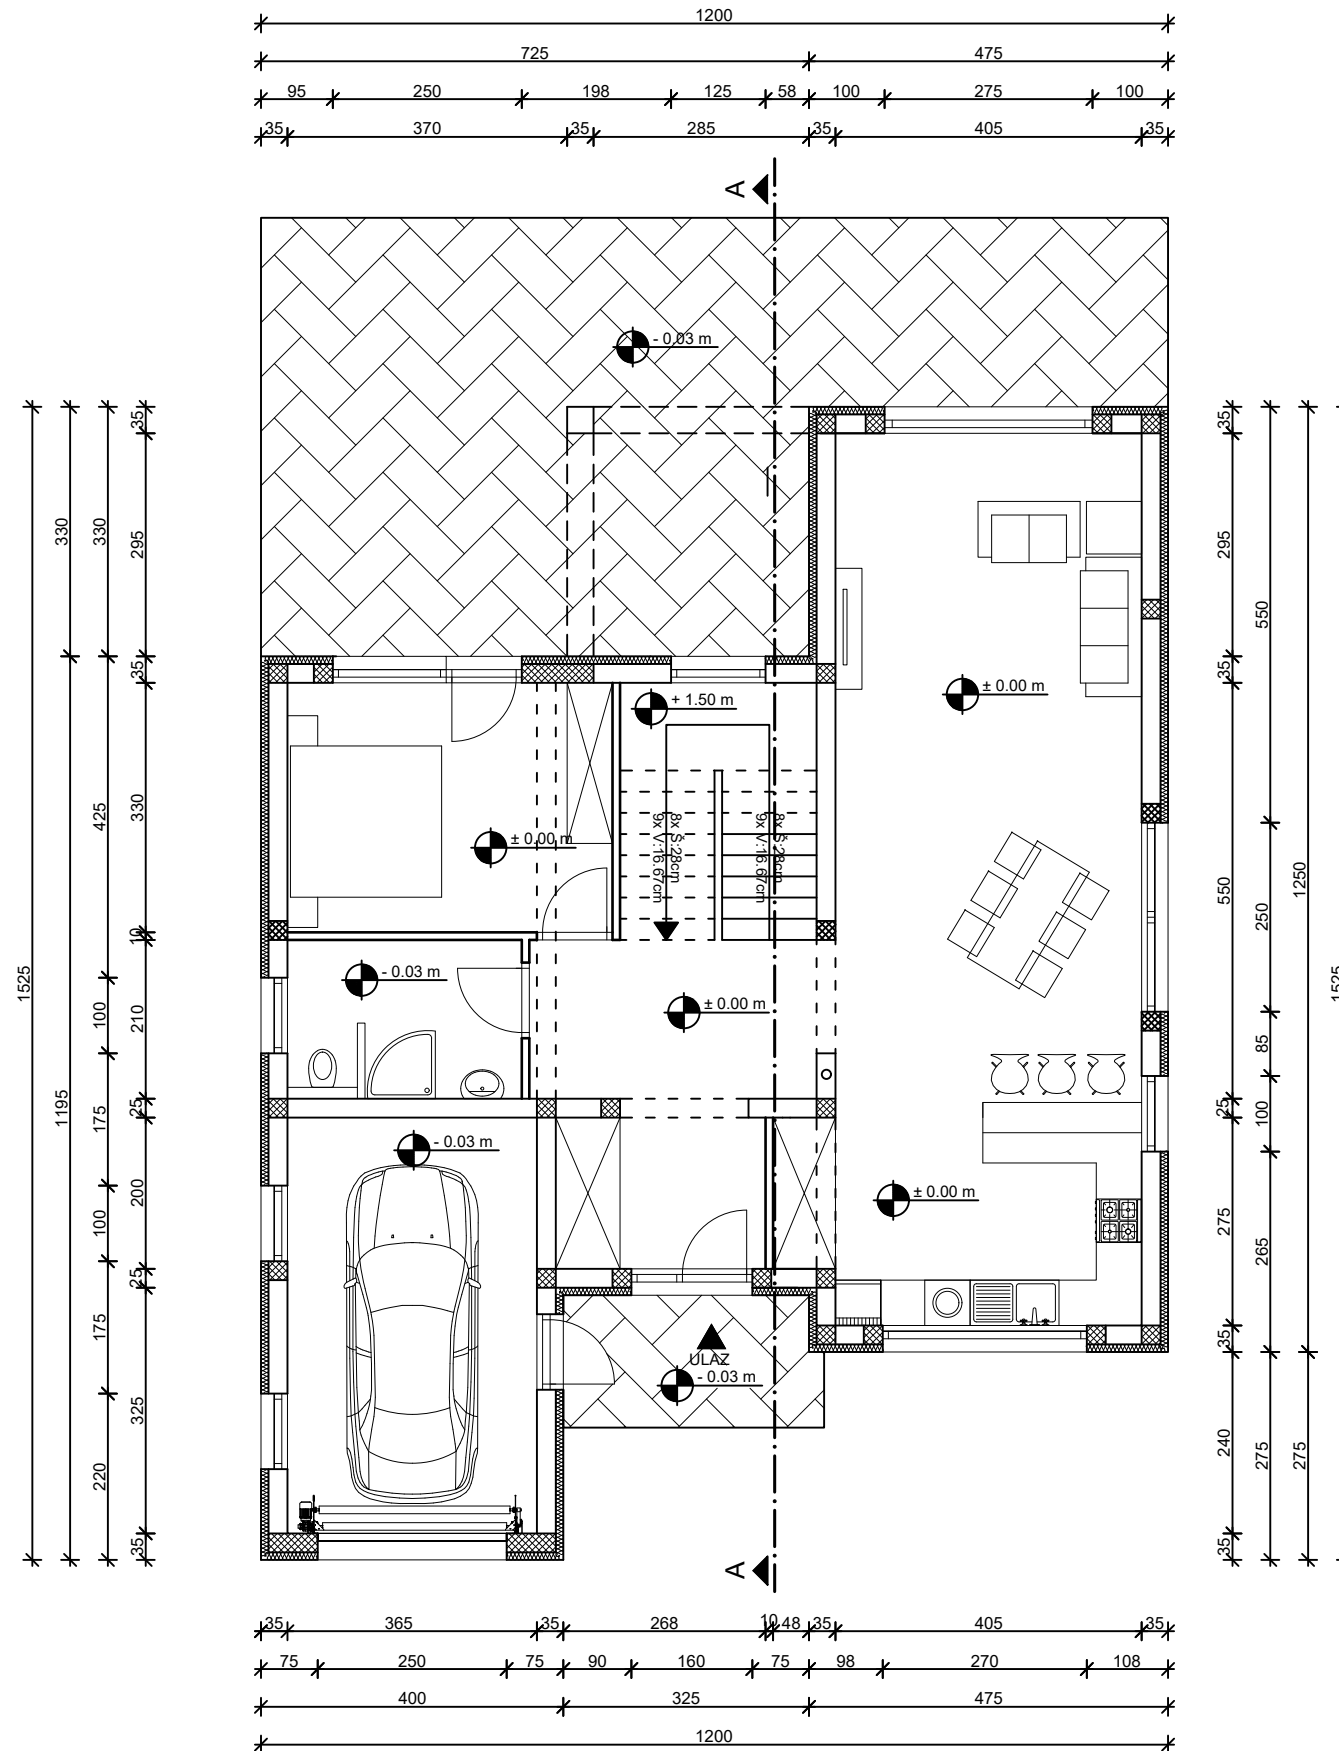 1200
725 475
95 250 198 125 58 100 275 100
35 370 35 285 35 405 35
A
- 0.03 m
+ 1.50 m
± 0.00 m
± 0.00 m
8x Š:28cm
9x V:16.67cm
8x Š:28cm
9x V:16.67cm
- 0.03 m
± 0.00 m
- 0.03 m
± 0.00 m
ULAZ
- 0.03 m
A
1525
330 1195
330 425 100 175 100 175 220
35 295 35 330 10 210 25 200 25 325 35
35 295 35 550 25 275 35 240 35
550 250 85 100 265 275
1250 275
1525
35 365 35 268 10 48 35 405 35
75 250 75 90 160 75 98 270 108
400 325 475
1200